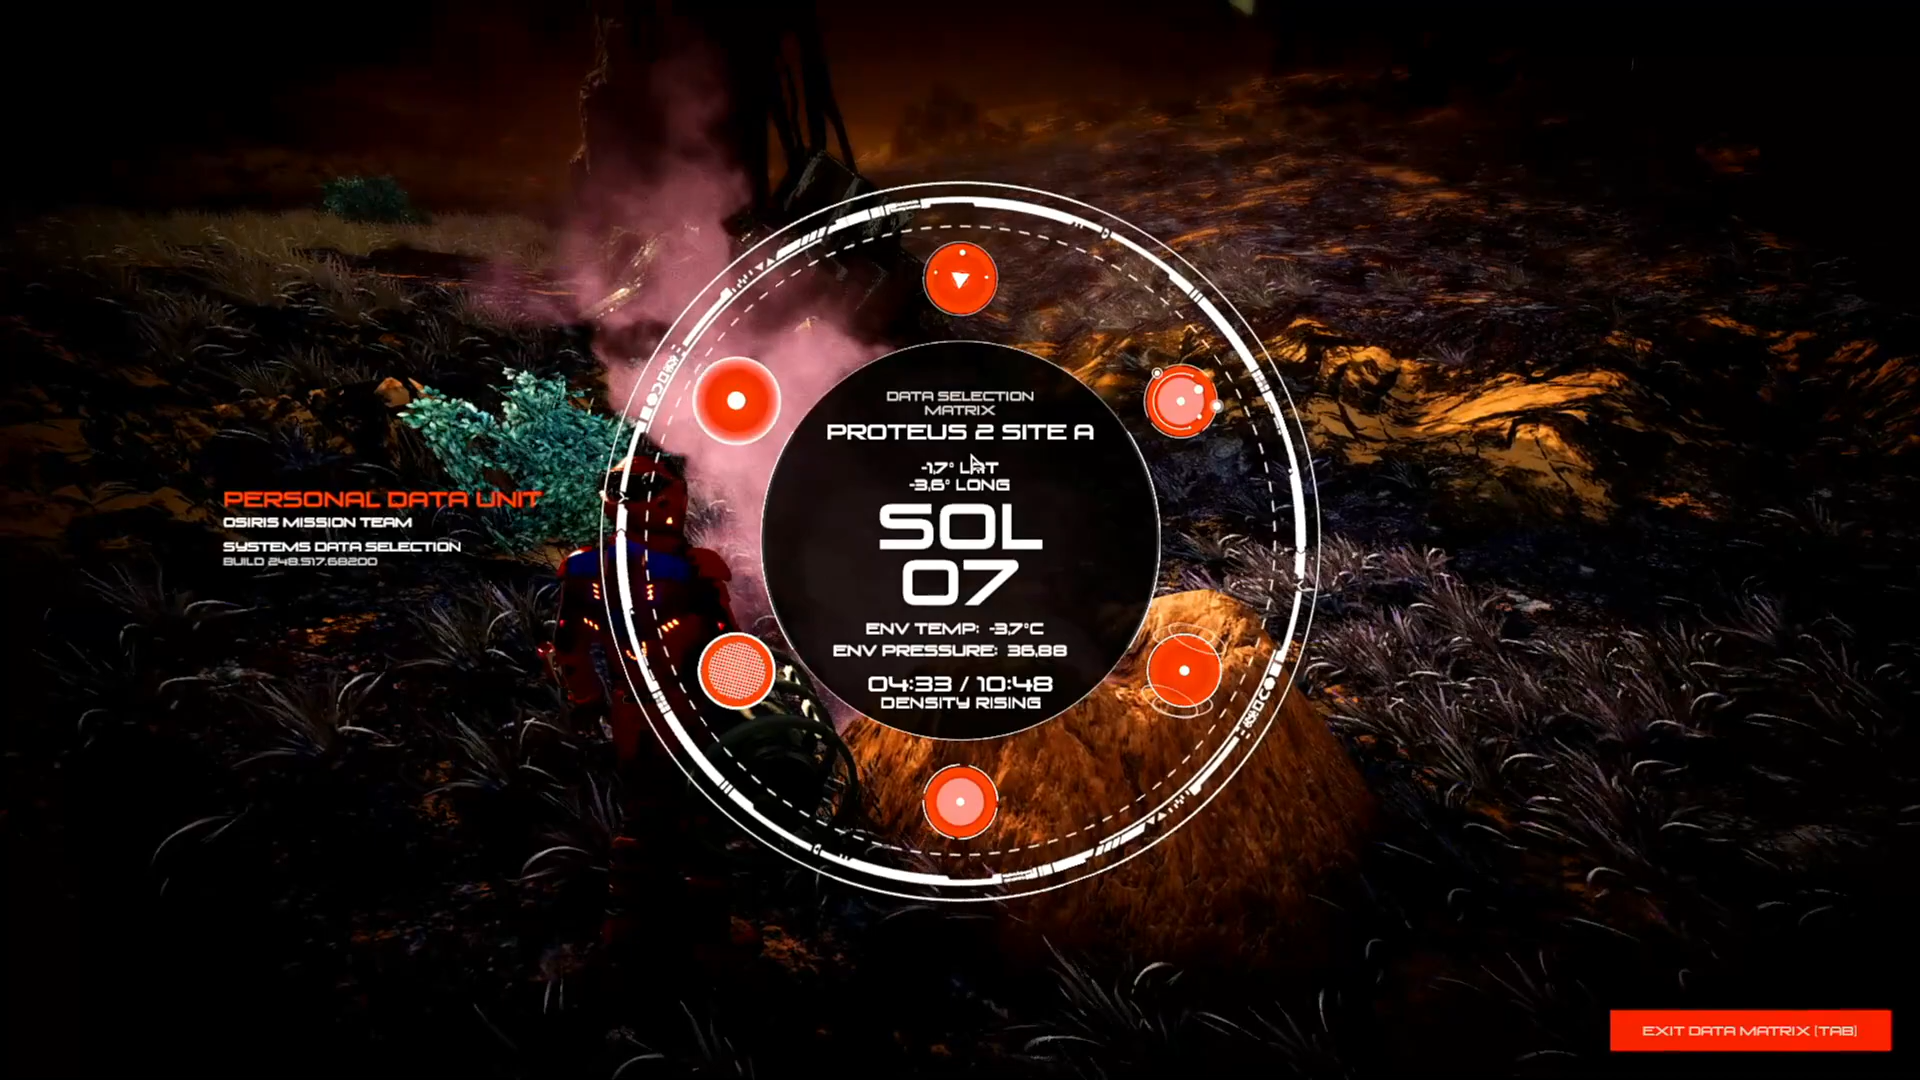 DATA SELECTION
MATRIX
PROTEUS 2 SITE A
-1,7° LAT
-3,6° LONG
SOL
07
ENV TEMP: -3,7°C
ENV PRESSURE: 36,88
04:33 / 10:48
DENSITY RISING
PERSONAL DATA UNIT
OSIRIS MISSION TEAM
SYSTEMS DATA SELECTION
BUILD 248.517.68200
EXIT DATA MATRIX [TAB]